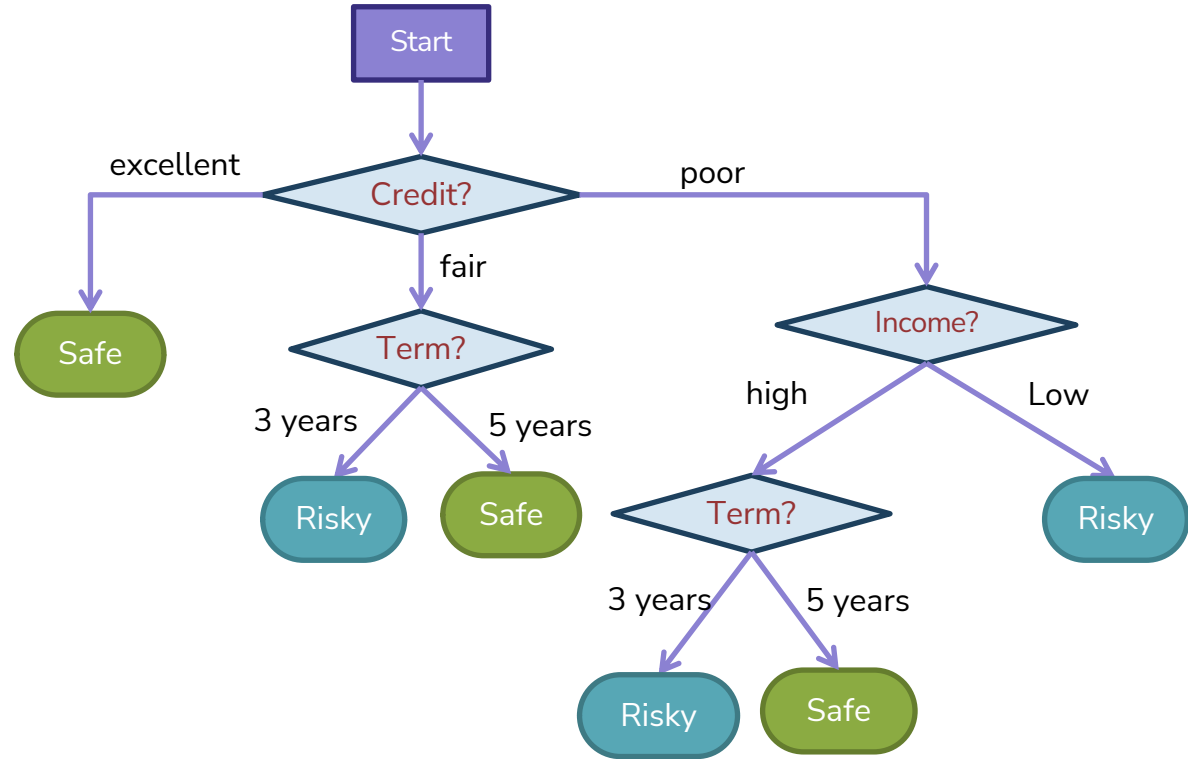 Start
excellent
Credit?
poor
fair
Safe
Term?
Income?
3 years
5 years
high
Low
Risky
Safe
Term?
Risky
3 years
5 years
Risky
Safe